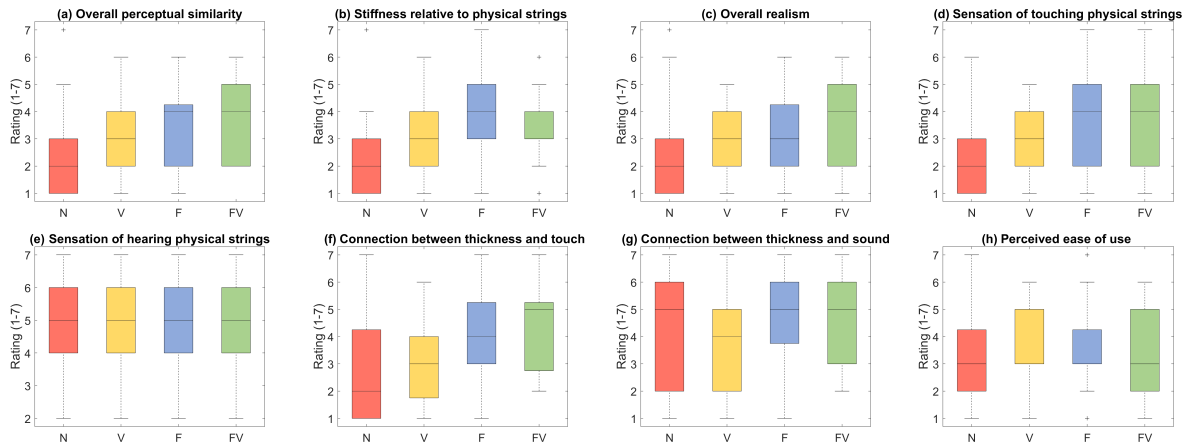 (a) Overall perceptual similarity
Rating (1-7)
7
6
5
4
3
2
1
N V F FV
(b) Stiffness relative to physical strings
Rating (1-7)
7
6
5
4
3
2
1
N V F FV
(c) Overall realism
Rating (1-7)
7
6
5
4
3
2
1
N V F FV
(d) Sensation of touching physical strings
Rating (1-7)
7
6
5
4
3
2
1
N V F FV
(e) Sensation of hearing physical strings
Rating (1-7)
7
6
5
4
3
2
N V F FV
(f) Connection between thickness and touch
Rating (1-7)
7
6
5
4
3
2
1
N V F FV
(g) Connection between thickness and sound
Rating (1-7)
7
6
5
4
3
2
1
N V F FV
(h) Perceived ease of use
Rating (1-7)
7
6
5
4
3
2
1
N V F FV